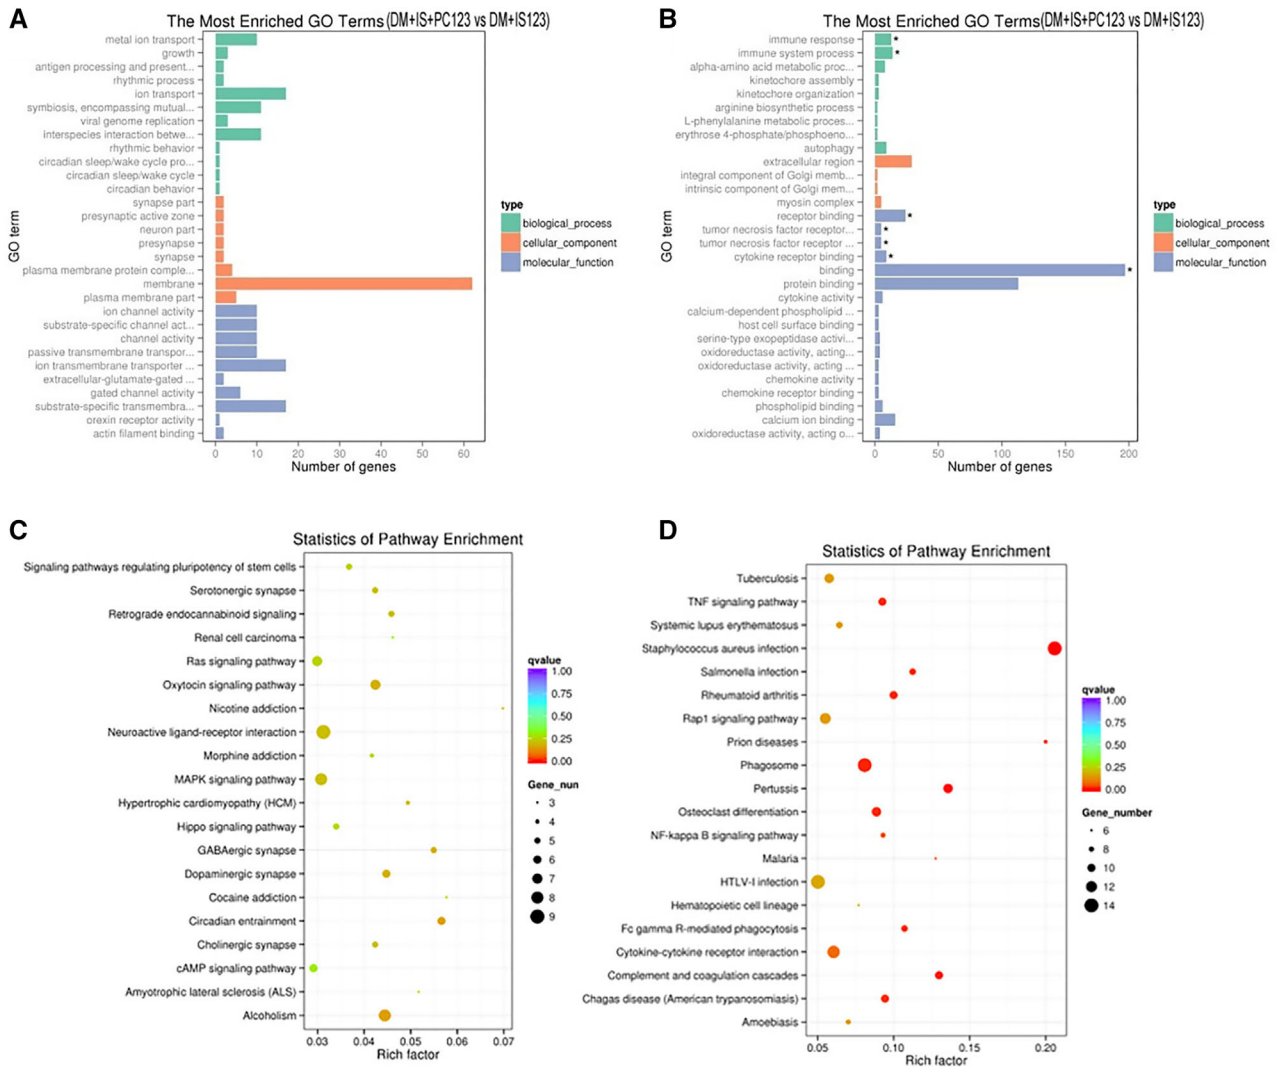 A
The Most Enriched GO Terms(DM+IS+PC123 vs DM+IS123)
metal ion transport
growth
antigen processing and present...
rhythmic process
ion transport
symbiosis, encompassing mutual...
viral genome replication
interspecies interaction betwe...
rhythmic behavior
circadian sleep/wake cycle pro...
circadian sleep/wake cycle
circadian behavior
synapse part
presynaptic active zone
neuron part
presynapse
synapse
plasma membrane protein comple...
membrane
plasma membrane part
ion channel activity
substrate-specific channel act...
channel activity
passive transmembrane transpor...
ion transmembrane transporter ...
extracellular-glutamate-gated ...
gated channel activity
substrate-specific transmembra...
orexin receptor activity
actin filament binding
GO term
0 10 20 30 40 50 60
Number of genes
type
biological_process
cellular_component
molecular_function
B
The Most Enriched GO Terms(DM+IS+PC123 vs DM+IS123)
immune response *
immune system process *
alpha-amino acid metabolic proc...
kinetochore assembly
kinetochore organization
arginine biosynthetic process
L-phenylalanine metabolic proces...
erythrose 4-phosphate/phosphoeno...
autophagy
extracellular region
integral component of Golgi memb...
intrinsic component of Golgi mem...
myosin complex
receptor binding *
tumor necrosis factor receptor... *
tumor necrosis factor receptor ... *
cytokine receptor binding *
binding *
protein binding
cytokine activity
calcium-dependent phospholipid ...
host cell surface binding
serine-type exopeptidase activi...
oxidoreductase activity, acting...
oxidoreductase activity, acting ...
chemokine activity
chemokine receptor binding
phospholipid binding
calcium ion binding
oxidoreductase activity, acting o...
GO term
0 50 100 150 200
Number of genes
type
biological_process
cellular_component
molecular_function
C
Statistics of Pathway Enrichment
Signaling pathways regulating pluripotency of stem cells
Serotonergic synapse
Retrograde endocannabinoid signaling
Renal cell carcinoma
Ras signaling pathway
Oxytocin signaling pathway
Nicotine addiction
Neuroactive ligand-receptor interaction
Morphine addiction
MAPK signaling pathway
Hypertrophic cardiomyopathy (HCM)
Hippo signaling pathway
GABAergic synapse
Dopaminergic synapse
Cocaine addiction
Circadian entrainment
Cholinergic synapse
cAMP signaling pathway
Amyotrophic lateral sclerosis (ALS)
Alcoholism
0.03 0.04 0.05 0.06 0.07
Rich factor
qvalue
1.00
0.75
0.50
0.25
0.00
Gene_nun
3
4
5
6
7
8
9
D
Statistics of Pathway Enrichment
Tuberculosis
TNF signaling pathway
Systemic lupus erythematosus
Staphylococcus aureus infection
Salmonella infection
Rheumatoid arthritis
Rap1 signaling pathway
Prion diseases
Phagosome
Pertussis
Osteoclast differentiation
NF-kappa B signaling pathway
Malaria
HTLV-I infection
Hematopoietic cell lineage
Fc gamma R-mediated phagocytosis
Cytokine-cytokine receptor interaction
Complement and coagulation cascades
Chagas disease (American trypanosomiasis)
Amoebiasis
0.05 0.10 0.15 0.20
Rich factor
qvalue
1.00
0.75
0.50
0.25
0.00
Gene_number
6
8
10
12
14